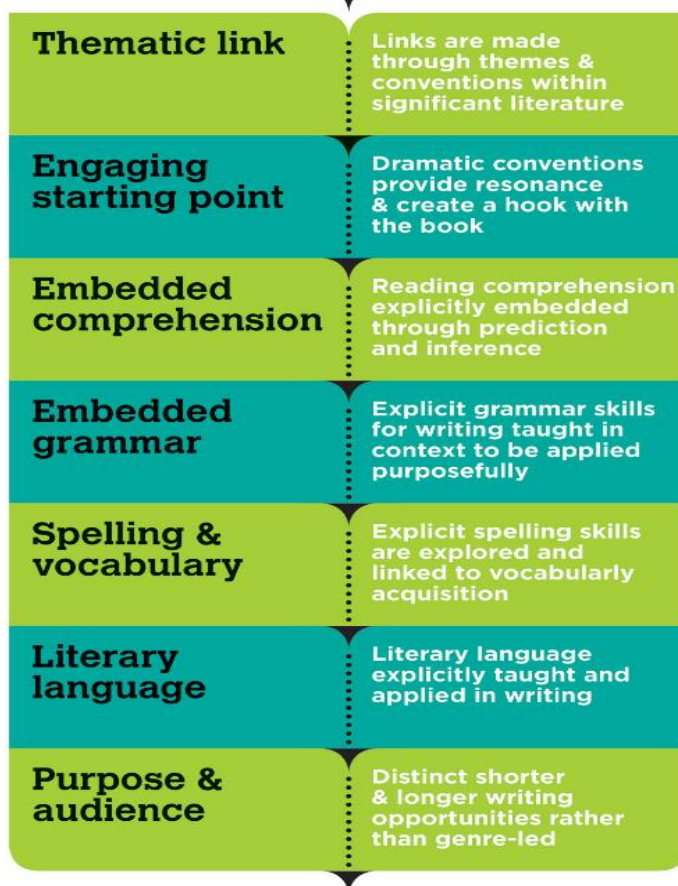 Thematic link
Links are made
through themes &
conventions within
significant literature
Engaging
starting point
Dramatic conventions
provide resonance
& create a hook with
the book
Embedded
comprehension
Reading comprehension
explicitly embedded
through prediction
and inference
Embedded
grammar
Explicit grammar skills
for writing taught in
context to be applied
purposefully
Spelling &
vocabulary
Explicit spelling skills
are explored and
linked to vocabularly
acquisition
Literary
language
Literary language
explicitly taught and
applied in writing
Purpose &
audience
Distinct shorter
& longer writing
opportunities rather
than genre-led